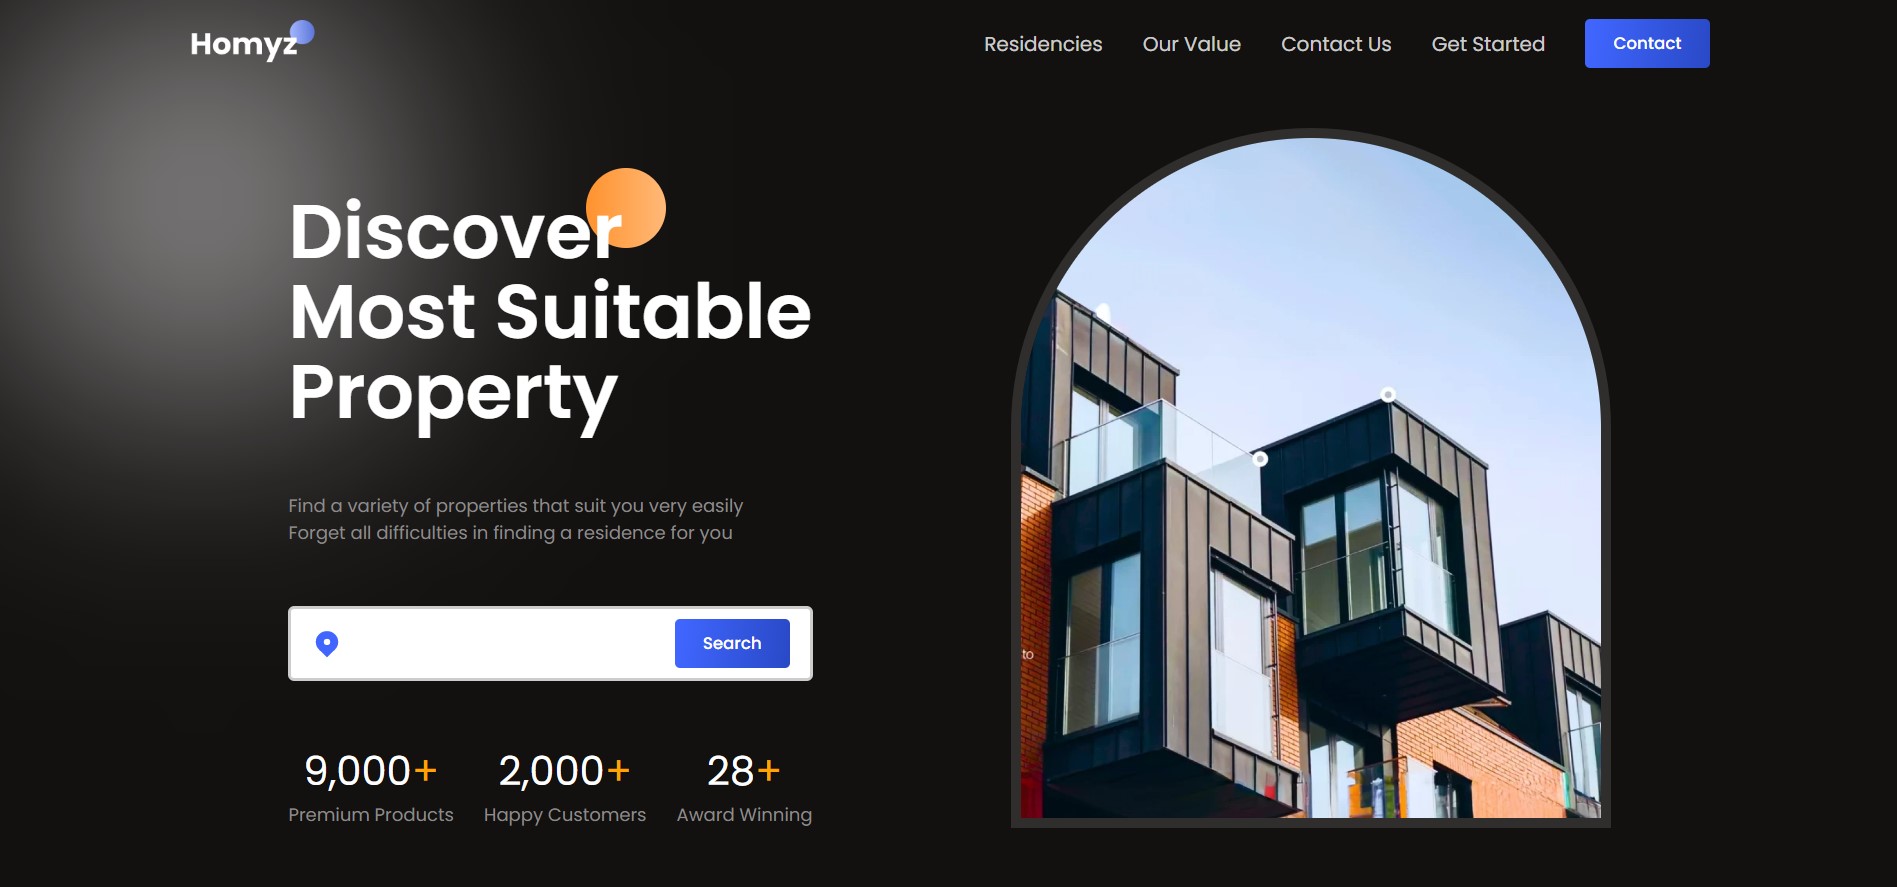 Homyz
Residencies
Our Value
Contact Us
Get Started
Contact
Discover
Most Suitable
Property
Find a variety of properties that suit you very easily
Forget all difficulties in finding a residence for you
Search
to
9,000+
2,000+
28+
Premium Products
Happy Customers
Award Winning